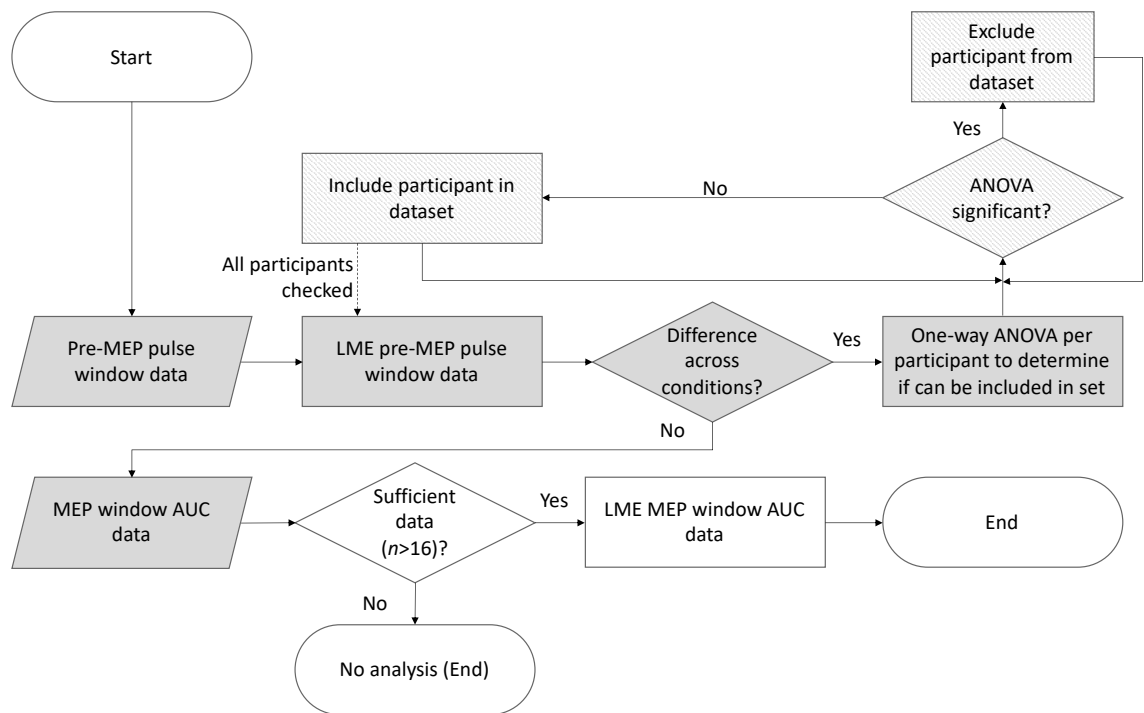 Start
Exclude
participant from
dataset
Yes
Include participant in
dataset
No
ANOVA
significant?
All participants
checked
Pre-MEP pulse
window data
LME pre-MEP pulse
window data
Difference
across
conditions?
Yes
One-way ANOVA per
participant to determine
if can be included in set
No
MEP window AUC
data
Sufficient
data
(n>16)?
Yes
LME MEP window AUC
data
End
No
No analysis (End)